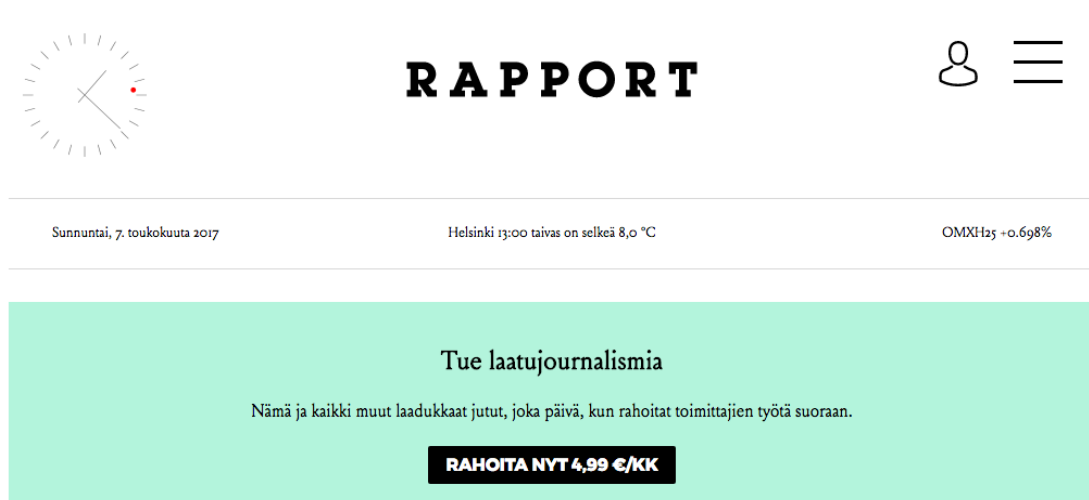 RAPPORT
Sunnuntai, 7. toukokuuta 2017
Helsinki 13:00 taivas on selkeä 8,0 °C
OMXH25 +0.698%
Tue laatujournalismia
Nämä ja kaikki muut laadukkaat jutut, joka päivä, kun rahoitat toimittajien työtä suoraan.
RAHOITA NYT 4,99 €/KK